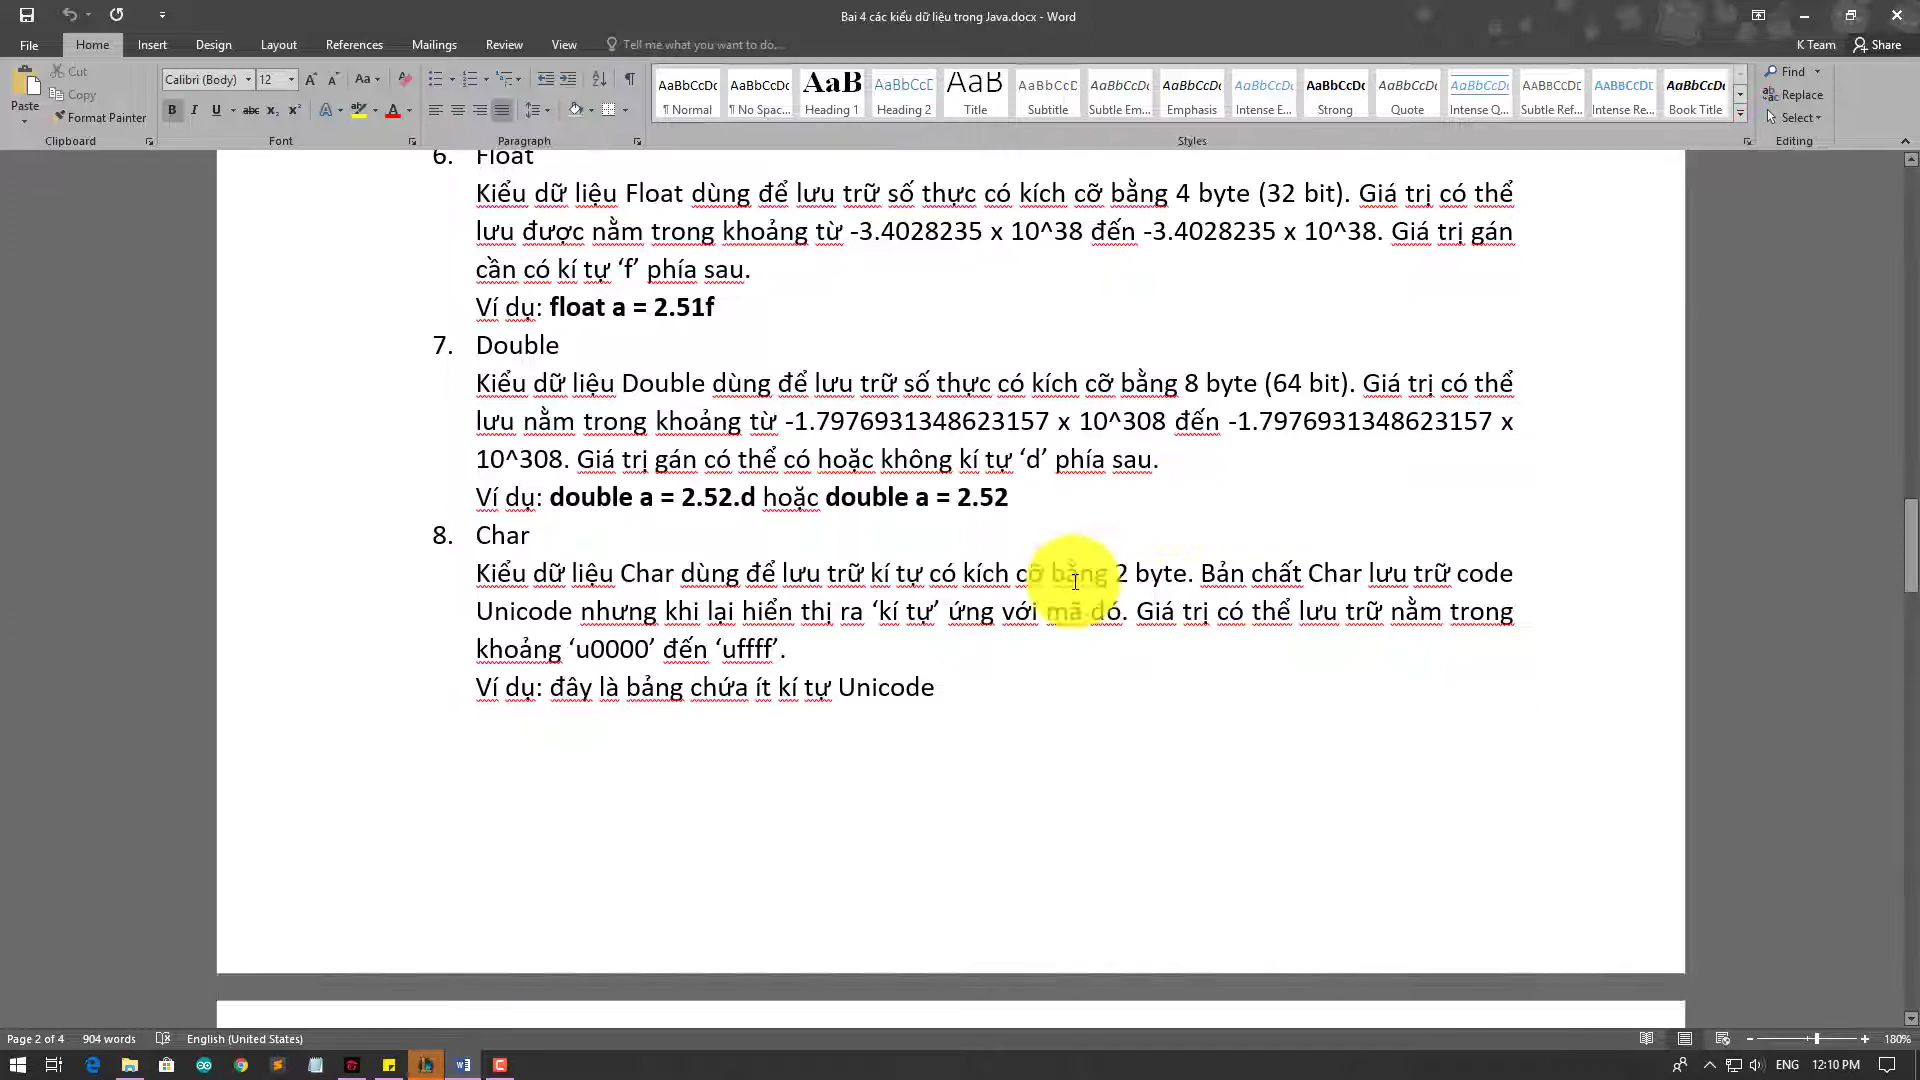 Bai 4 các kiểu dữ liệu trong Java.docx - Word
File Home Insert Design Layout References Mailings Review View Tell me what you want to do... K Team Share
Paste Cut Copy Format Painter Clipboard
Calibri (Body) 12 Font
Paragraph
AaBbCcDc AaBbCcDc AaB AaBbCcD AaB AaBbCcD AaBbCcDc AaBbCcDc AaBbCcDc AaBbCcDc AaBbCcDc AaBbCcDc AaBbCcDc AaBbCcDc AaBbCcDc
¶ Normal ¶ No Spac... Heading 1 Heading 2 Title Subtitle Subtle Em... Emphasis Intense E... Strong Quote Intense Q... Subtle Ref... Intense Re... Book Title
Styles
Find
Replace
Select
Editing
6. Float
Kiểu dữ liệu Float dùng để lưu trữ số thực có kích cỡ bằng 4 byte (32 bit). Giá trị có thể
lưu được nằm trong khoảng từ -3.4028235 x 10^38 đến -3.4028235 x 10^38. Giá trị gán
cần có kí tự ‘f’ phía sau.
Ví dụ: float a = 2.51f
7. Double
Kiểu dữ liệu Double dùng để lưu trữ số thực có kích cỡ bằng 8 byte (64 bit). Giá trị có thể
lưu nằm trong khoảng từ -1.7976931348623157 x 10^308 đến -1.7976931348623157 x
10^308. Giá trị gán có thể có hoặc không kí tự ‘d’ phía sau.
Ví dụ: double a = 2.52.d hoặc double a = 2.52
8. Char
Kiểu dữ liệu Char dùng để lưu trữ kí tự có kích cỡ bằng 2 byte. Bản chất Char lưu trữ code
Unicode nhưng khi lại hiển thị ra ‘kí tự’ ứng với mã đó. Giá trị có thể lưu trữ nằm trong
khoảng ‘u0000’ đến ‘uffff’.
Ví dụ: đây là bảng chứa ít kí tự Unicode
Page 2 of 4 904 words English (United States) 180%
ENG 12:10 PM